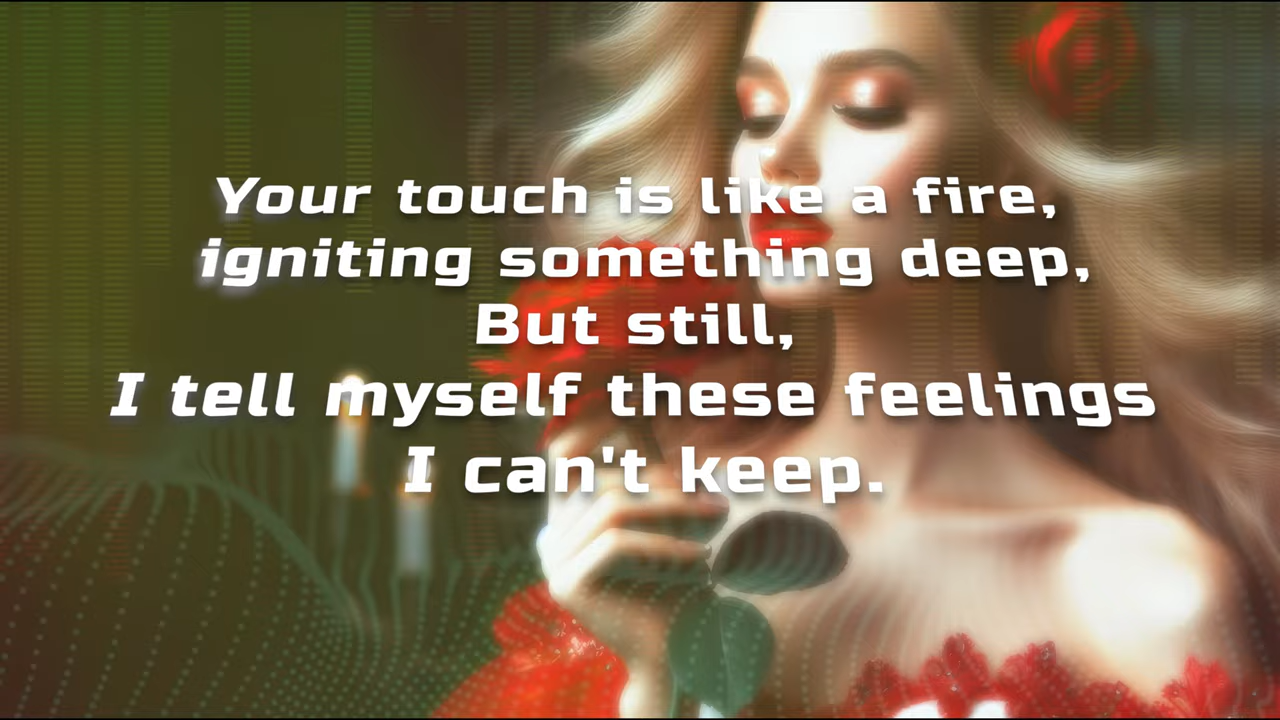 Your touch is like a fire,
igniting something deep,
But still,
I tell myself these feelings
I can't keep.